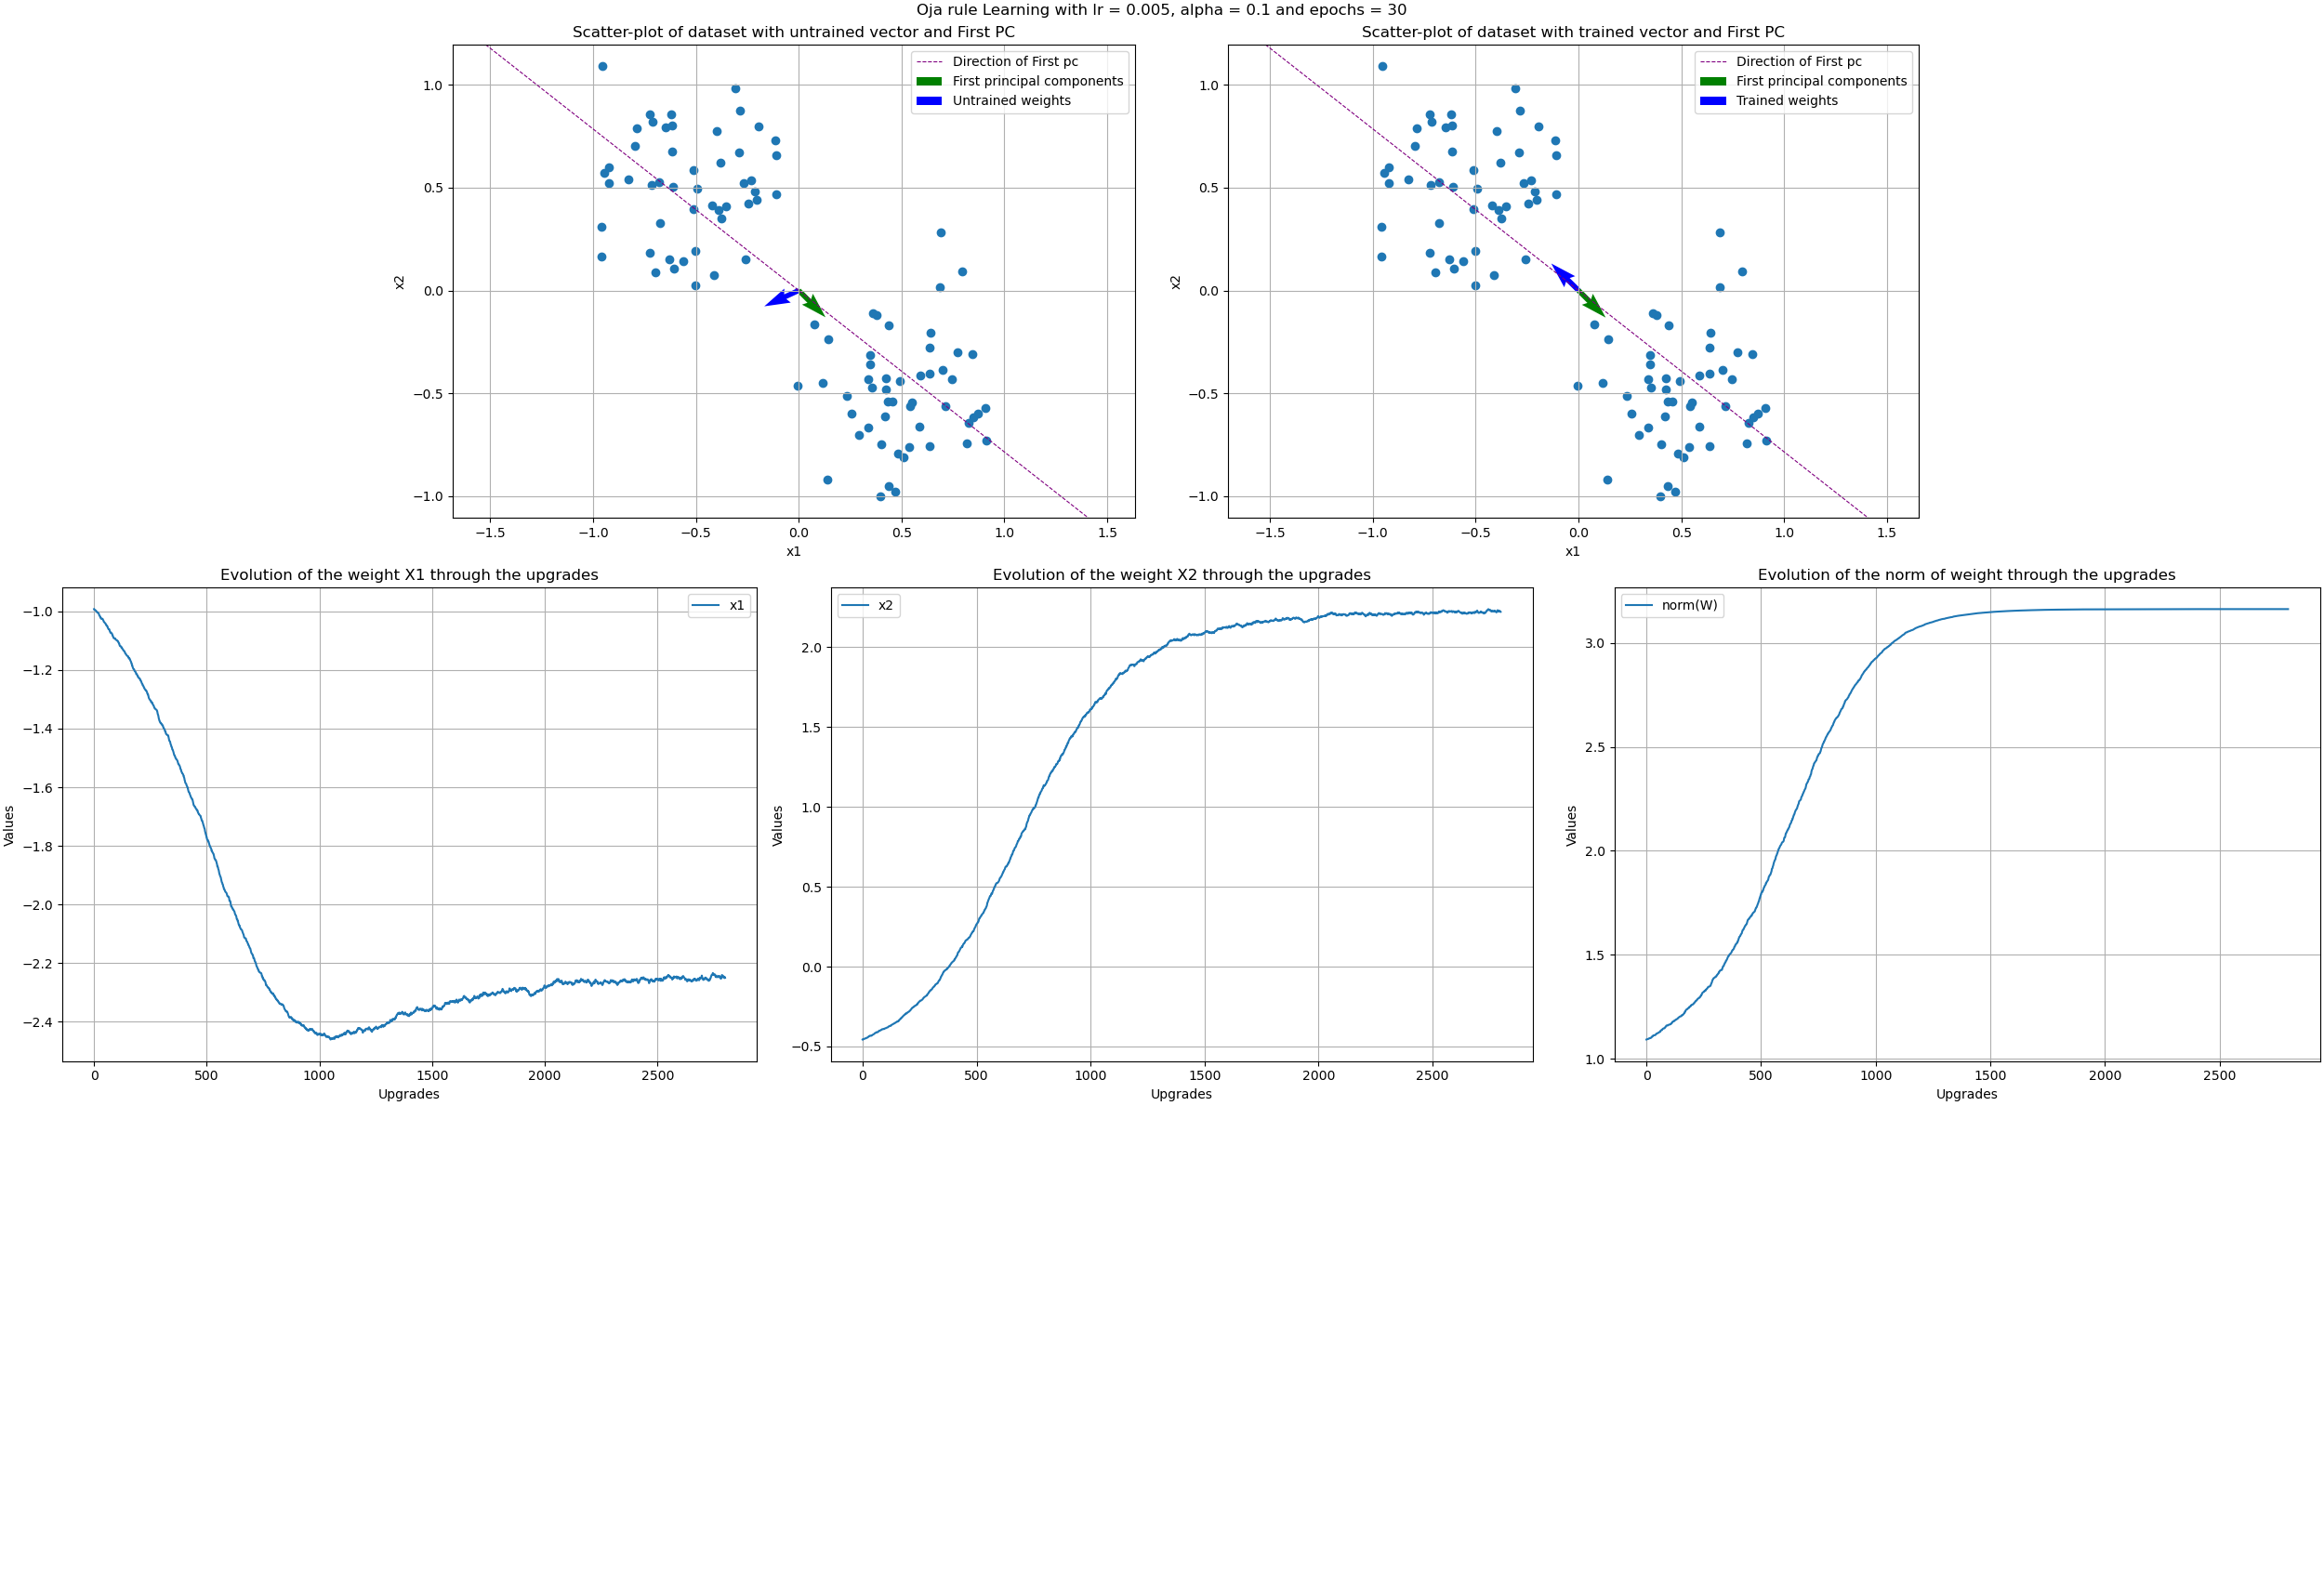 Oja rule Learning with lr = 0.005, alpha = 0.1 and epochs = 30
Scatter-plot of dataset with untrained vector and First PC
Direction of First pc
First principal components
Untrained weights
1.0
0.5
0.0
−0.5
−1.0
x2
−1.5
−1.0
−0.5
0.0
0.5
1.0
1.5
x1
Scatter-plot of dataset with trained vector and First PC
Direction of First pc
First principal components
Trained weights
1.0
0.5
0.0
−0.5
−1.0
x2
−1.5
−1.0
−0.5
0.0
0.5
1.0
1.5
x1
Evolution of the weight X1 through the upgrades
x1
−1.0
−1.2
−1.4
−1.6
−1.8
−2.0
−2.2
−2.4
Values
0
500
1000
1500
2000
2500
Upgrades
Evolution of the weight X2 through the upgrades
x2
2.0
1.5
1.0
0.5
0.0
−0.5
Values
0
500
1000
1500
2000
2500
Upgrades
Evolution of the norm of weight through the upgrades
norm(W)
3.0
2.5
2.0
1.5
1.0
Values
0
500
1000
1500
2000
2500
Upgrades